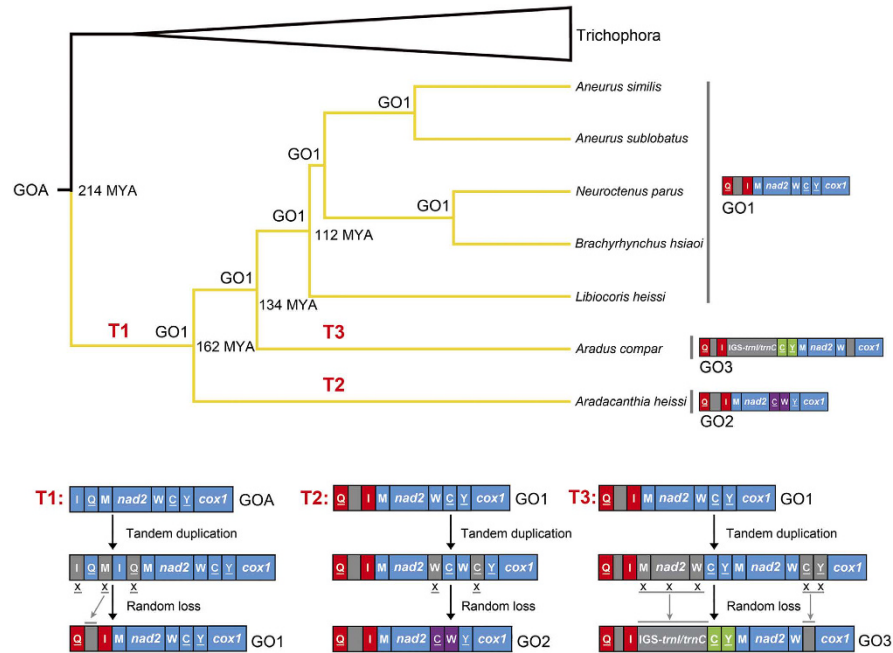 Trichophora
Aneurus similis
GO1
Aneurus sublobatus
GO1
Q I M nad2 W C Y cox1
GO1
Neuroctenus parus
GOA
214 MYA
GO1
GO1
112 MYA
Brachyrhynchus hsiaoi
GO1
134 MYA
Libiocoris heissi
T1
GO1
T3
162 MYA
Aradus compar
Q I IGS-trnI/trnC C Y M nad2 W cox1
GO3
T2
Aradacanthia heissi
Q I M nad2 C W Y cox1
GO2
T1:
I Q M nad2 W C Y cox1
GOA
Tandem duplication
I Q M I Q M nad2 W C Y cox1
X X X
Random loss
Q I M nad2 W C Y cox1
GO1
T2:
Q I M nad2 W C Y cox1
GO1
Tandem duplication
Q I M nad2 W C W C Y cox1
X X
Random loss
Q I M nad2 C W Y cox1
GO2
T3:
Q I M nad2 W C Y cox1
GO1
Tandem duplication
Q I M nad2 W C Y M nad2 W C Y cox1
X X X X X
Random loss
Q I IGS-trnI/trnC C Y M nad2 W cox1
GO3